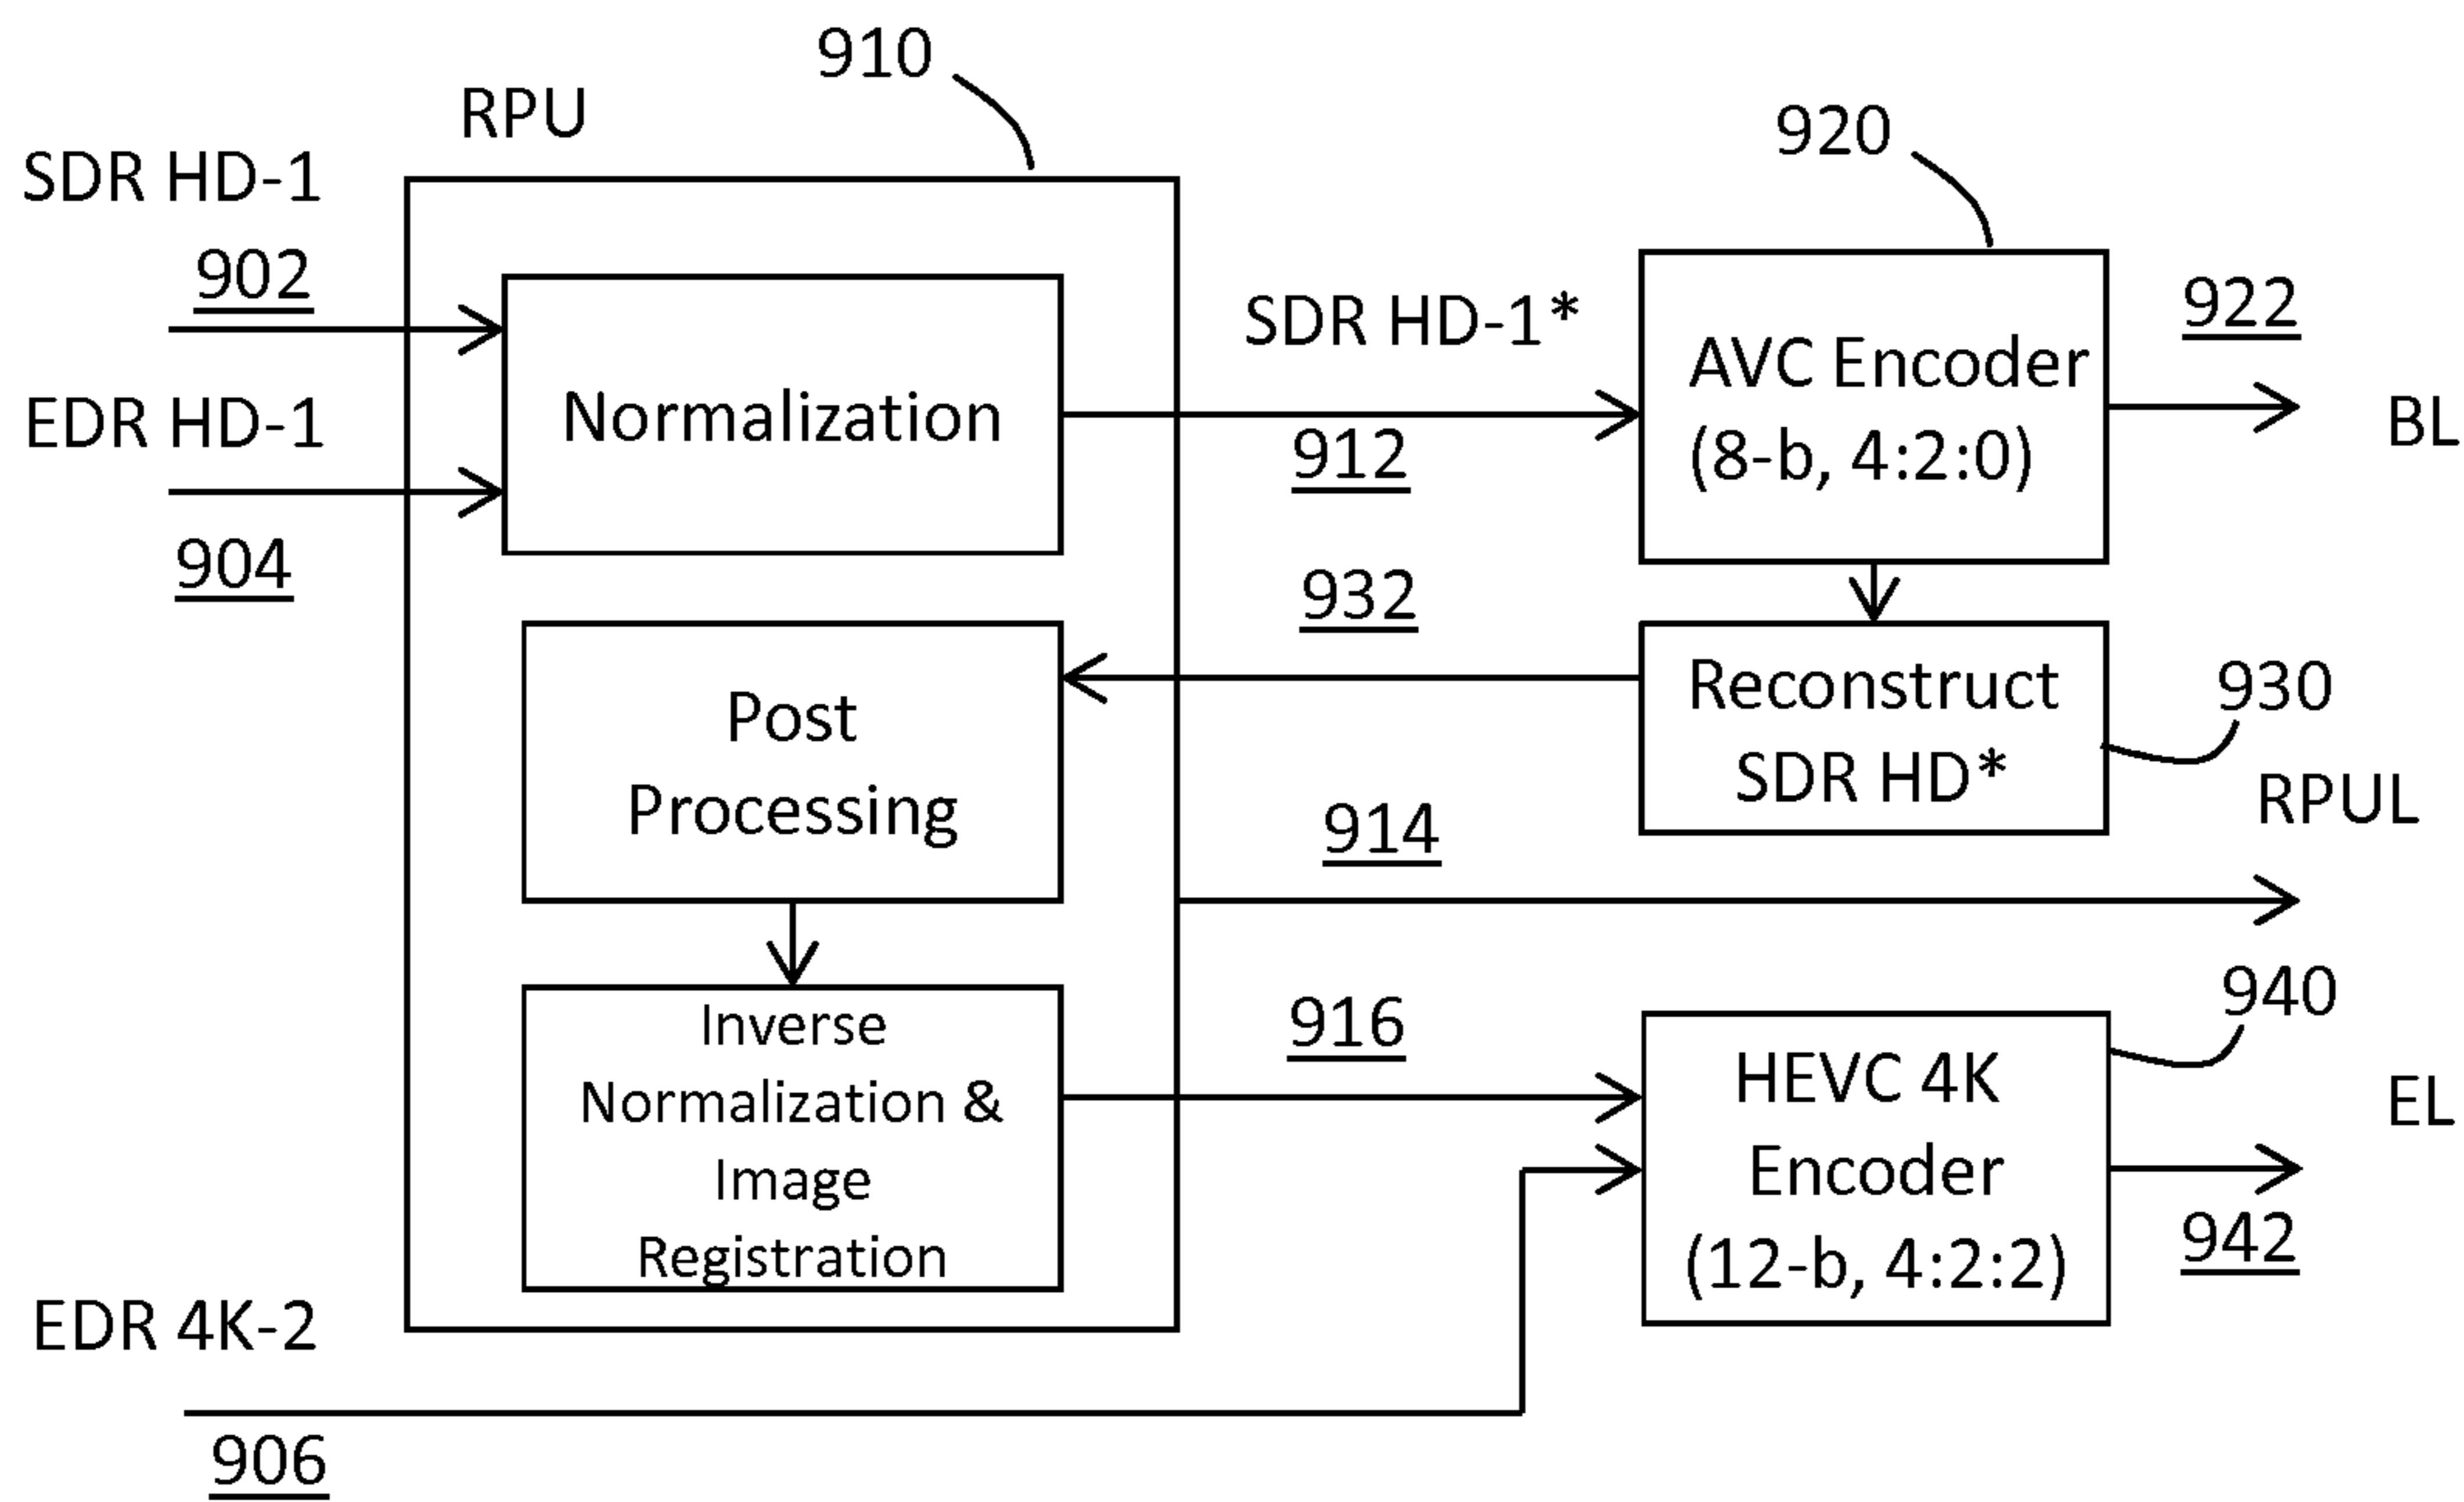 910
RPU
920
SDR HD-1
902
EDR HD-1
904
Normalization
SDR HD-1*
912
AVC Encoder
(8-b, 4:2:0)
922
BL
932
Post
Processing
Reconstruct
SDR HD*
930
RPUL
914
Inverse
Normalization &
Image
Registration
916
HEVC 4K
Encoder
(12-b, 4:2:2)
940
EL
942
EDR 4K-2
906